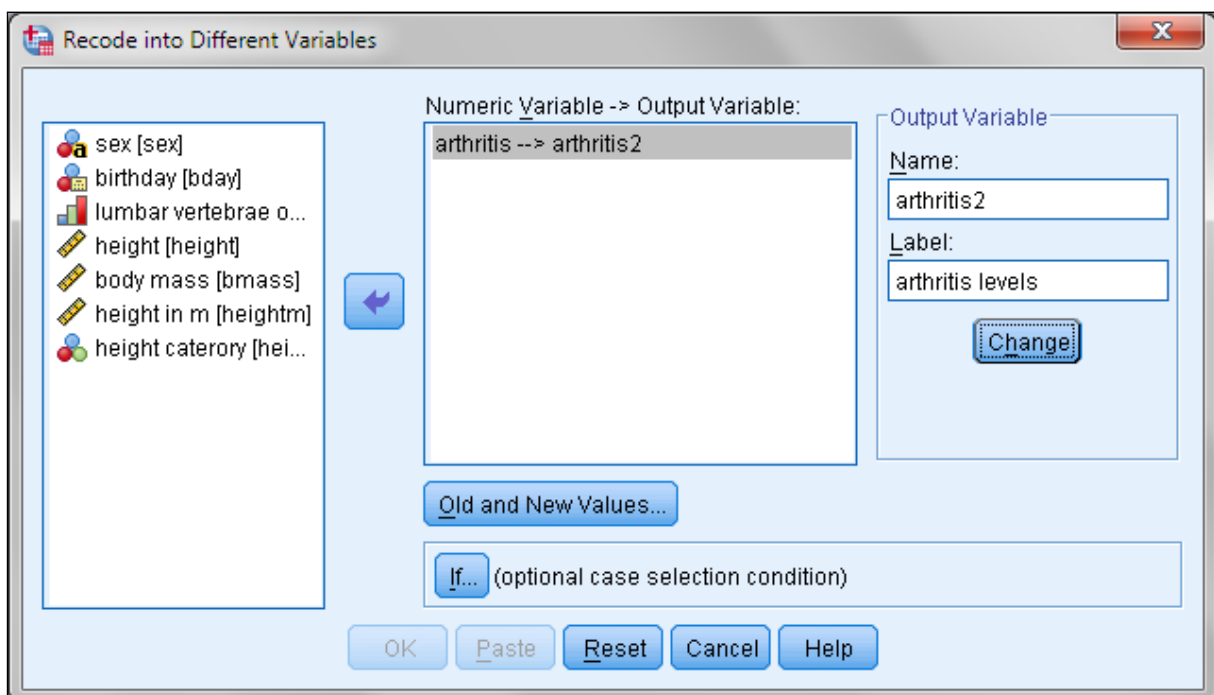 Recode into Different Variables
sex [sex]
birthday [bday]
lumbar vertebrae o...
height [height]
body mass [bmass]
height in m [heightm]
height caterory [hei...
Numeric Variable -> Output Variable:
arthritis --> arthritis2
Output Variable
Name:
arthritis2
Label:
arthritis levels
Change
Old and New Values...
If... (optional case selection condition)
OK Paste Reset Cancel Help